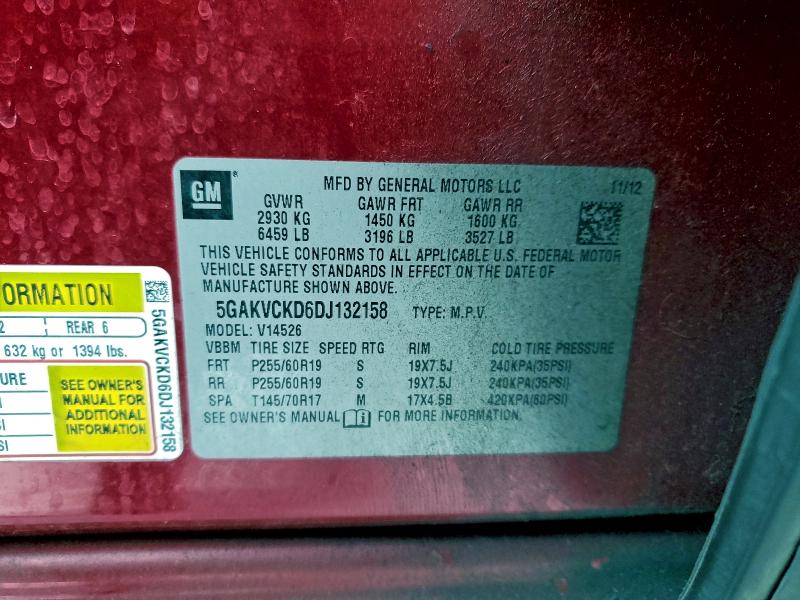 GM ®
MFD BY GENERAL MOTORS LLC 11/12
GVWR GAWR FRT GAWR RR
2930 KG 1450 KG 1600 KG
6459 LB 3196 LB 3527 LB
THIS VEHICLE CONFORMS TO ALL APPLICABLE U.S. FEDERAL MOTOR
VEHICLE SAFETY STANDARDS IN EFFECT ON THE DATE OF
MANUFACTURE SHOWN ABOVE.
5GAKVCKD6DJ132158 TYPE: M.P.V.
MODEL: V14526
VBBM TIRE SIZE SPEED RTG RIM COLD TIRE PRESSURE
FRT P255/60R19 S 19X7.5J 240KPA(35PSI)
RR P255/60R19 S 19X7.5J 240KPA(35PSI)
SPA T145/70R17 M 17X4.5B 420KPA(60PSI)
SEE OWNER'S MANUAL i FOR MORE INFORMATION.
ORMATION
2 REAR 6
632 kg or 1394 lbs.
URE
SEE OWNER'S
MANUAL FOR
ADDITIONAL
INFORMATION
SI
5GAKVCKD6DJ132158